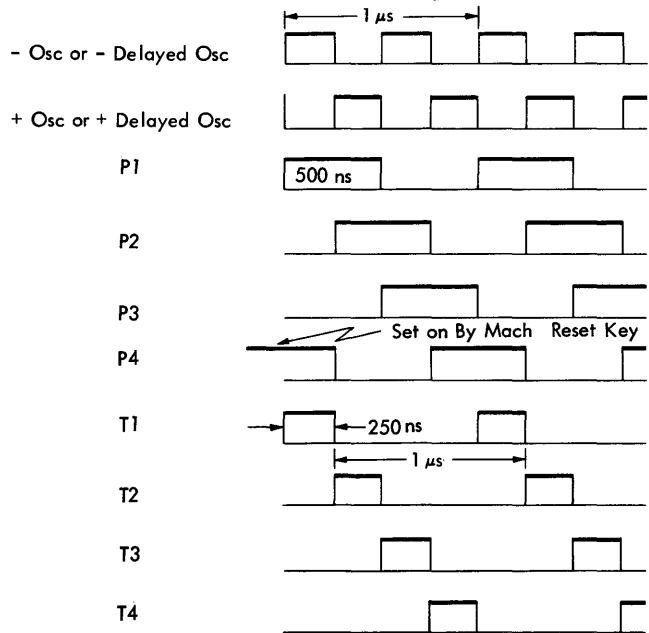 1 μs
- Osc or - Delayed Osc
+ Osc or + Delayed Osc
P1
500 ns
P2
P3
Set on By Mach Reset Key
P4
T1
250 ns
1 μs
T2
T3
T4